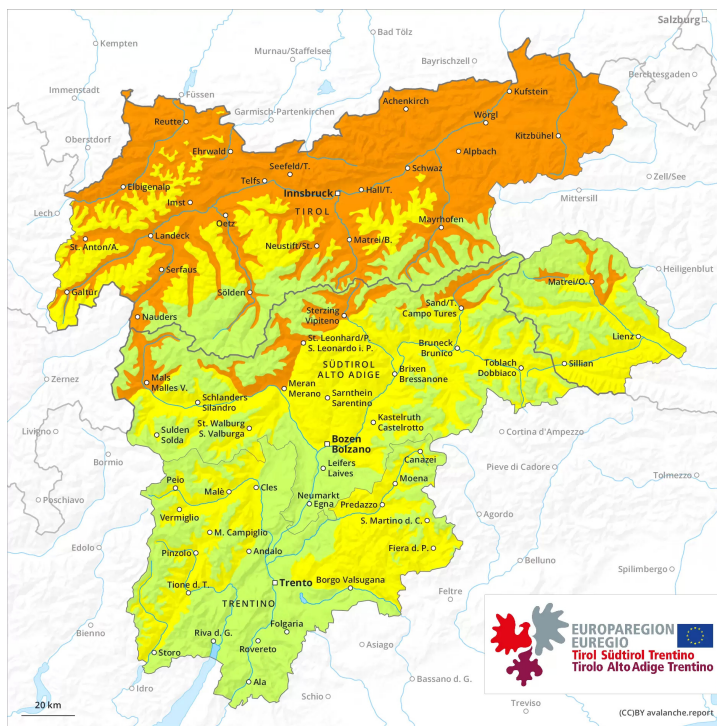 Salzburg
Kempten
Bad Tölz
Murnau/Staffelsee
Bayrischzell
Berchtesgaden
Immenstadt
Füssen
Garmisch-Partenkirchen
Achenkirch
Kufstein
Reutte
Wörgl
Oberstdorf
Ehrwald
Kitzbühel
Seefeld/T.
Alpbach
Telfs
Schwaz
Zell/See
Elbigenalp
Innsbruck
Hall/T.
Mittersill
Imst
TIROL
Lech
Oetz
Mayrhofen
St. Anton/A.
Landeck
Neustift/St.
Matrei/B.
Heiligenblut
Serfaus
Matrei/O.
Galtür
Sölden
Sand/T.
Campo Tures
Nauders
Sterzing
Vipiteno
Lienz
St. Leonhard/P.
S. Leonardo i. P.
Bruneck
Brunico
Zernez
SÜDTIROL
ALTO ADIGE
Toblach
Dobbiaco
Sillian
Mals
Malles V.
Meran
Merano
Brixen
Bressanone
Schlanders
Silandro
Sarnthein
Sarentino
Livigno
St. Walburg
S. Valburga
Kastelruth
Castelrotto
Sulden
Solda
Cortina d'Ampezzo
Bozen
Bolzano
Bormio
Canazei
Leifers
Laives
Pieve di Cadore
Tolmezzo
Peio
Moena
Poschiavo
Malè
Cles
Neumarkt
Egna
Predazzo
Vermiglio
Agordo
S. Martino d. C.
M. Campiglio
Edolo
Pinzolo
Andalo
Fiera d. P.
Belluno
Spilimbergo
Trento
Tione d. T.
Borgo Valsugana
Feltre
TRENTINO
Folgaria
Bienno
Riva d. G.
Rovereto
Asiago
Storo
Bassano d. G.
Idro
Ala
Schio
Treviso
EUROPAREGION
EUREGIO
Tirol Südtirol Trentino
Tirolo Alto Adige Trentino
20 km
(CC)BY avalanche.report